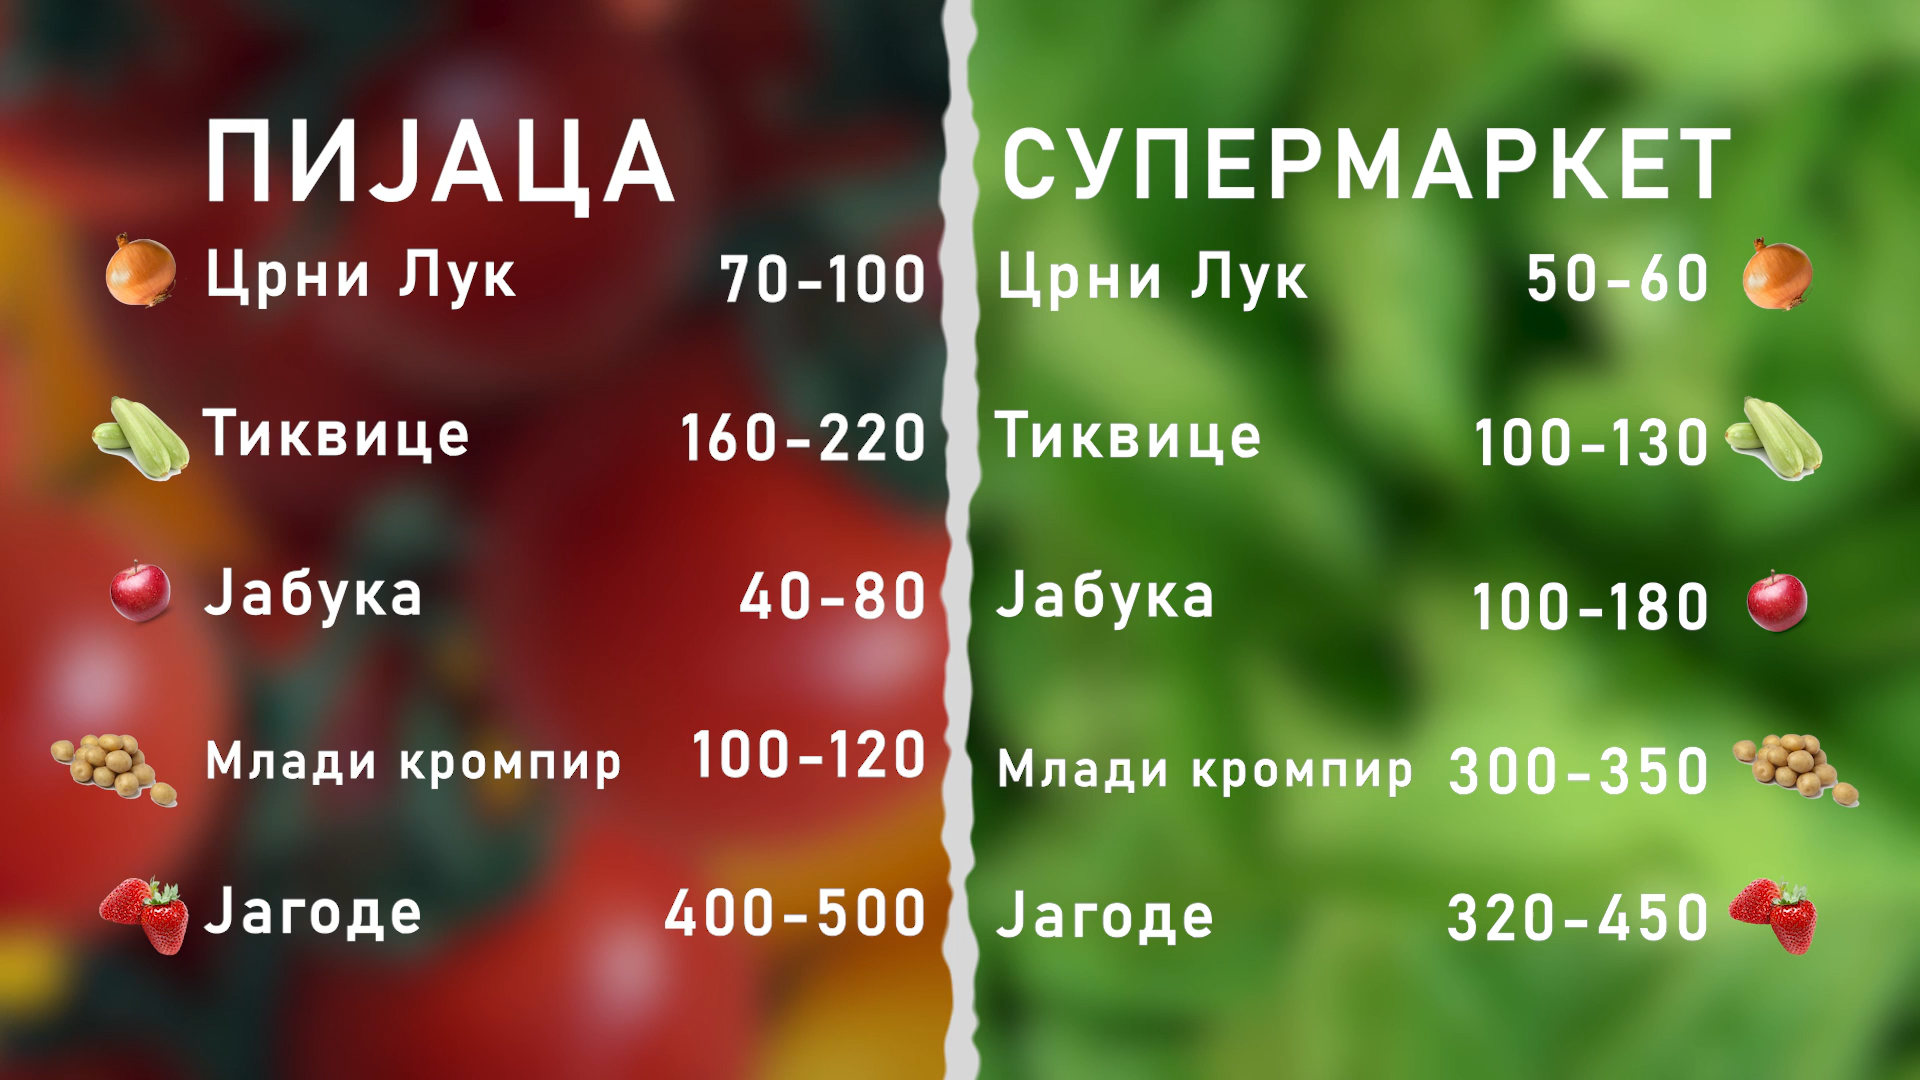 ПИЈАЦА
Црни Лук 70-100
Тиквице 160-220
Јабука 40-80
Млади кромпир 100-120
Јагоде 400-500
СУПЕРМАРКЕТ
Црни Лук 50-60
Тиквице 100-130
Јабука 100-180
Млади кромпир 300-350
Јагоде 320-450